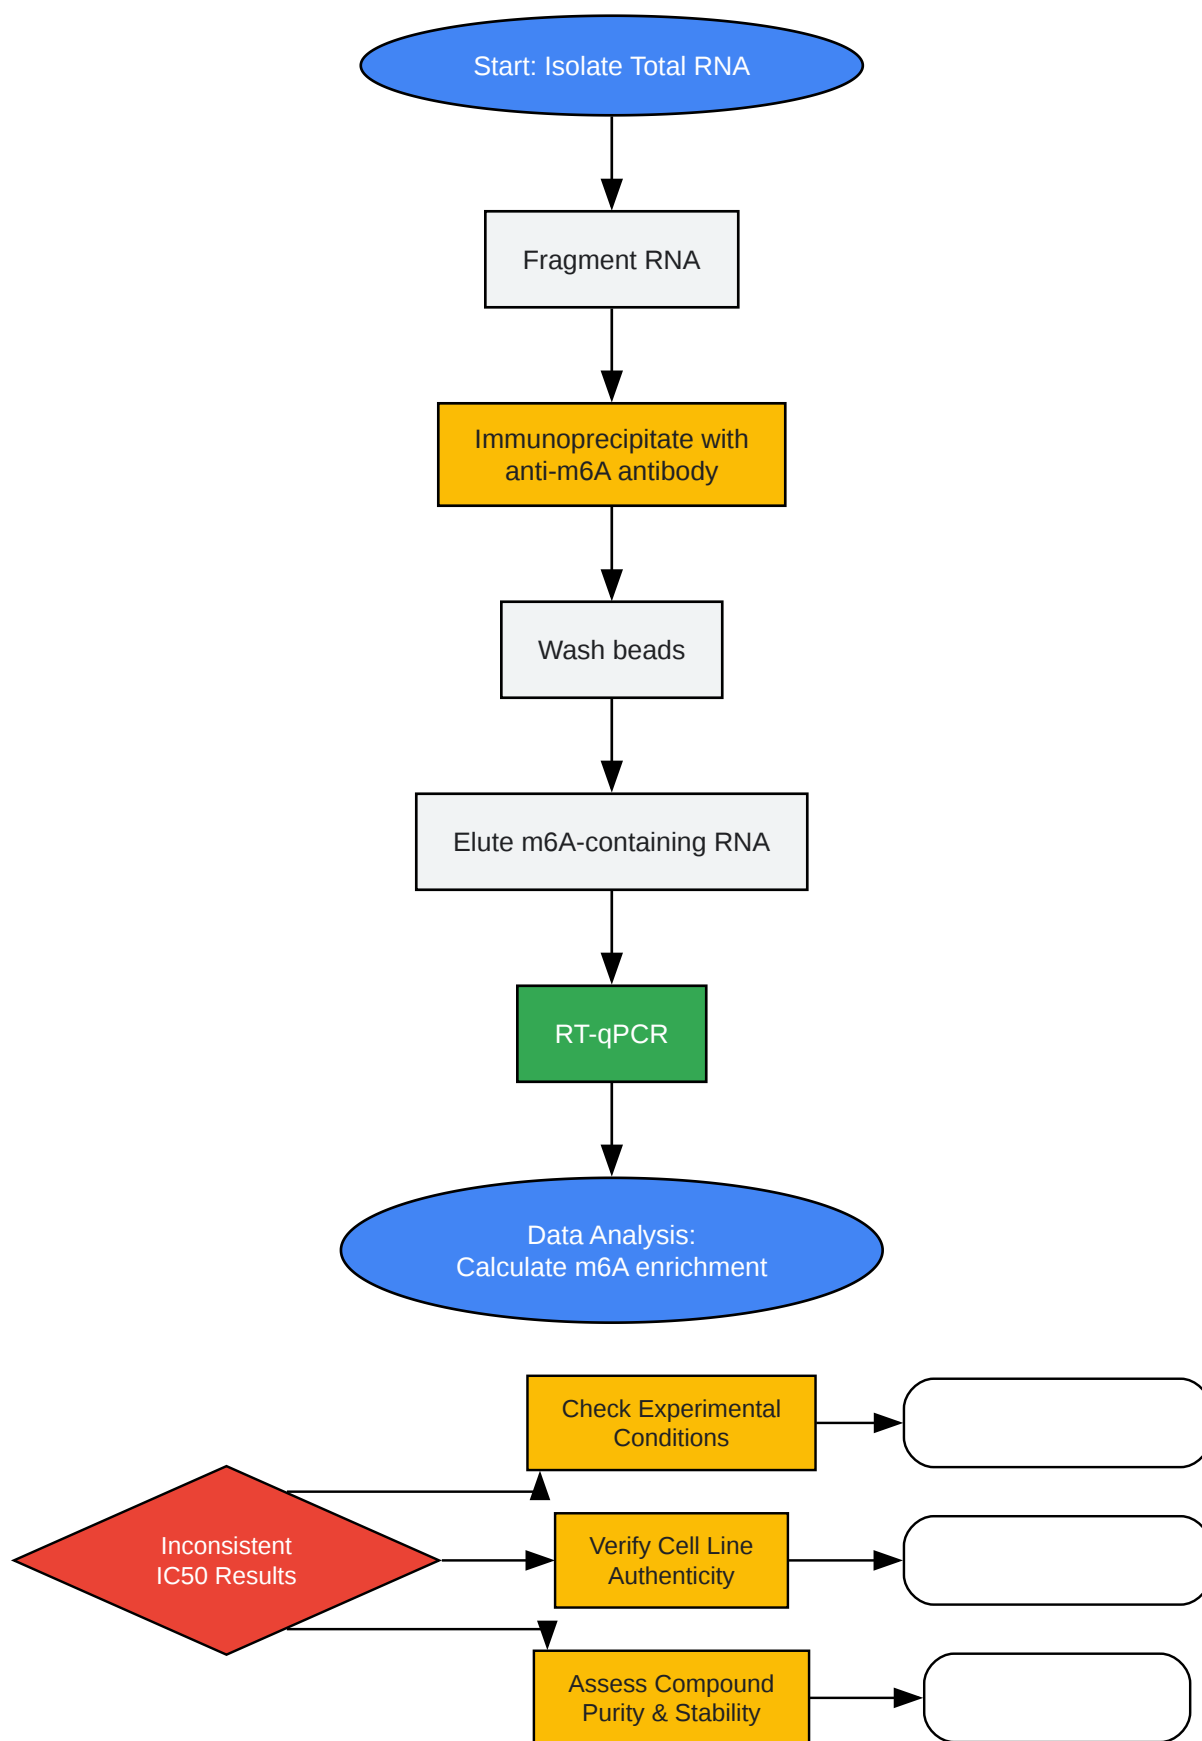 Start: Isolate Total RNA
Fragment RNA
Immunoprecipitate with
anti-m6A antibody
Wash beads
Elute m6A-containing RNA
RT-qPCR
Data Analysis:
Calculate m6A enrichment
Check Experimental
Conditions
Inconsistent
IC50 Results
Verify Cell Line
Authenticity
Assess Compound
Purity & Stability